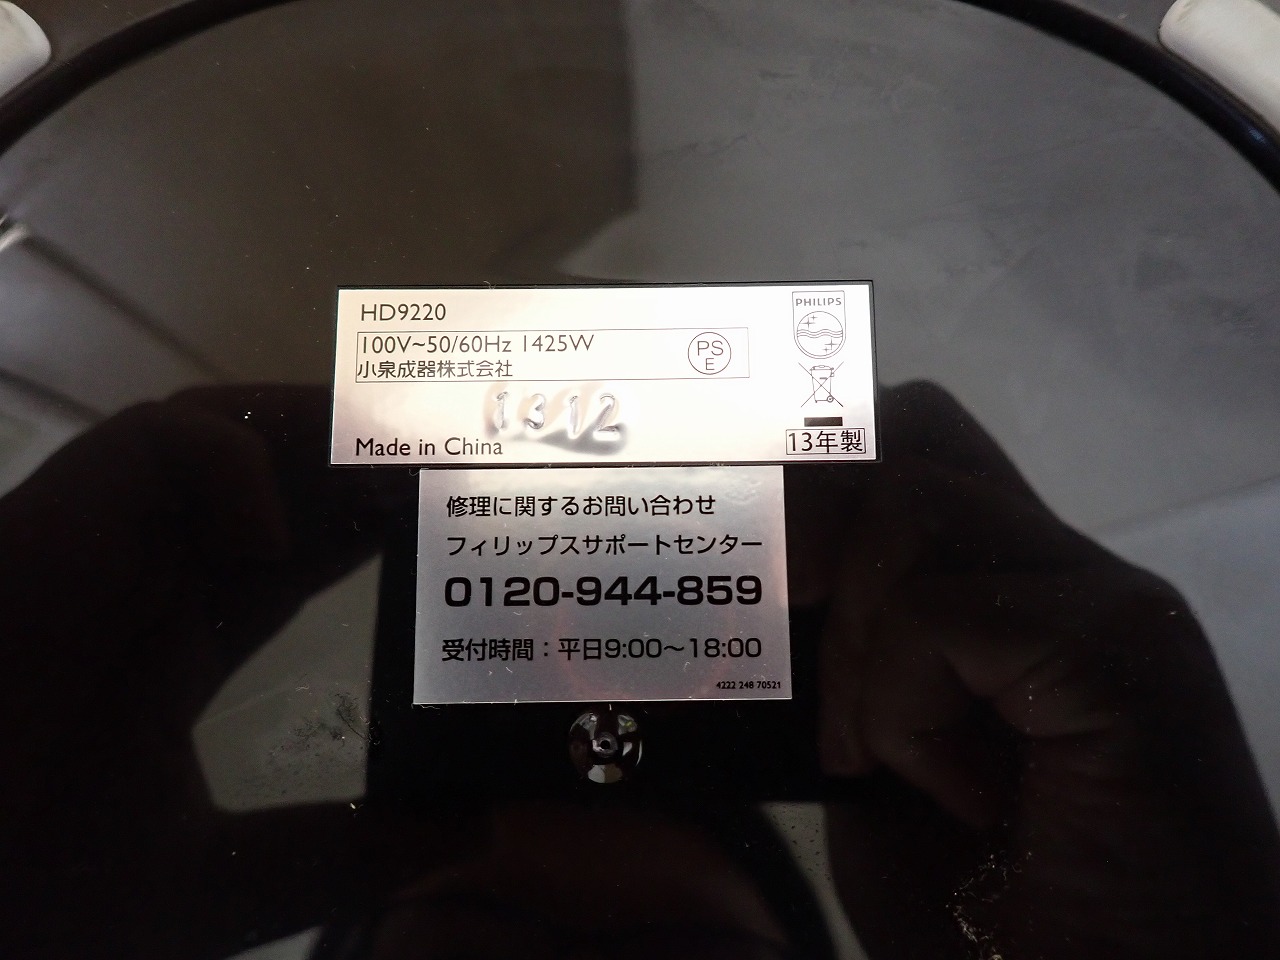 HD9220
PHILIPS
100V~50/60Hz 1425W
PS
E
小泉成器株式会社
1312
Made in China
13年製
修理に関するお問い合わせ
フィリップスサポートセンター
0120-944-859
受付時間：平日9:00～18:00
4222 248 70521